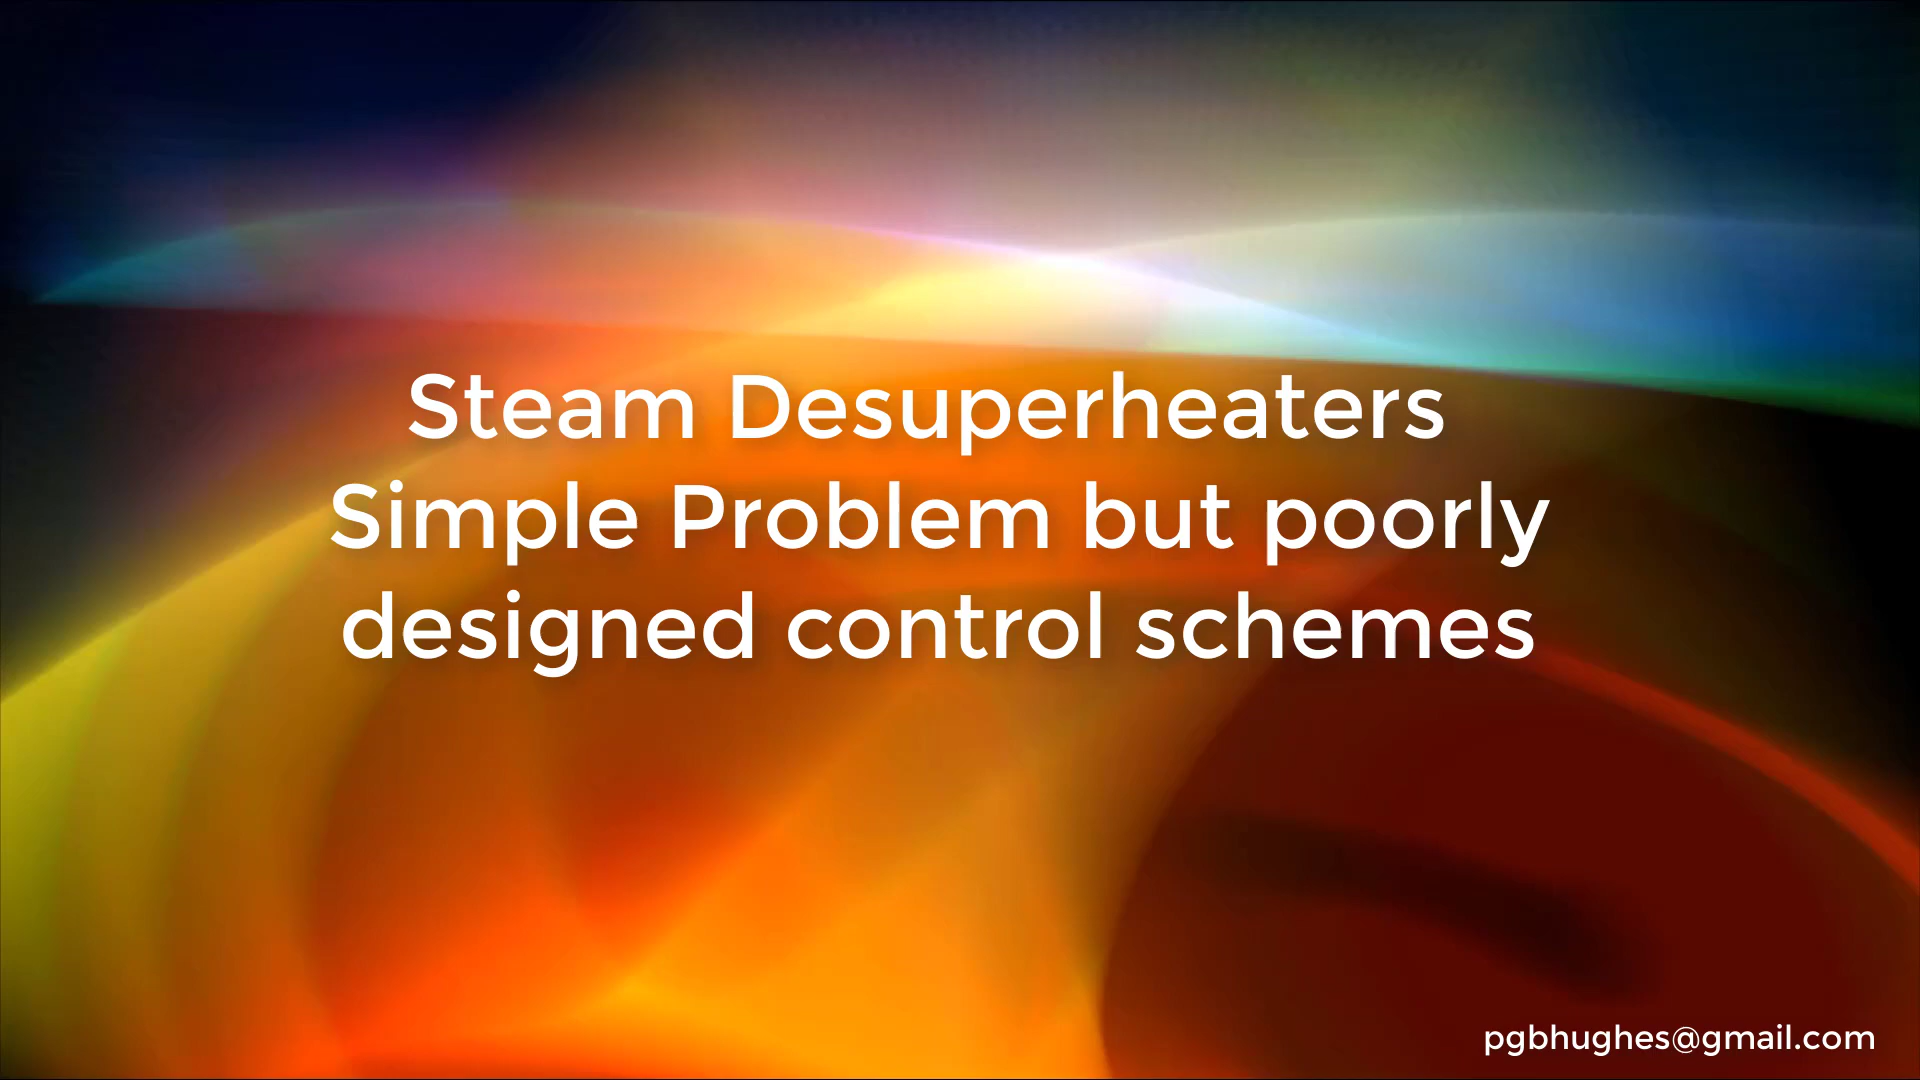 Steam Desuperheaters
Simple Problem but poorly
designed control schemes
pgbhughes@gmail.com